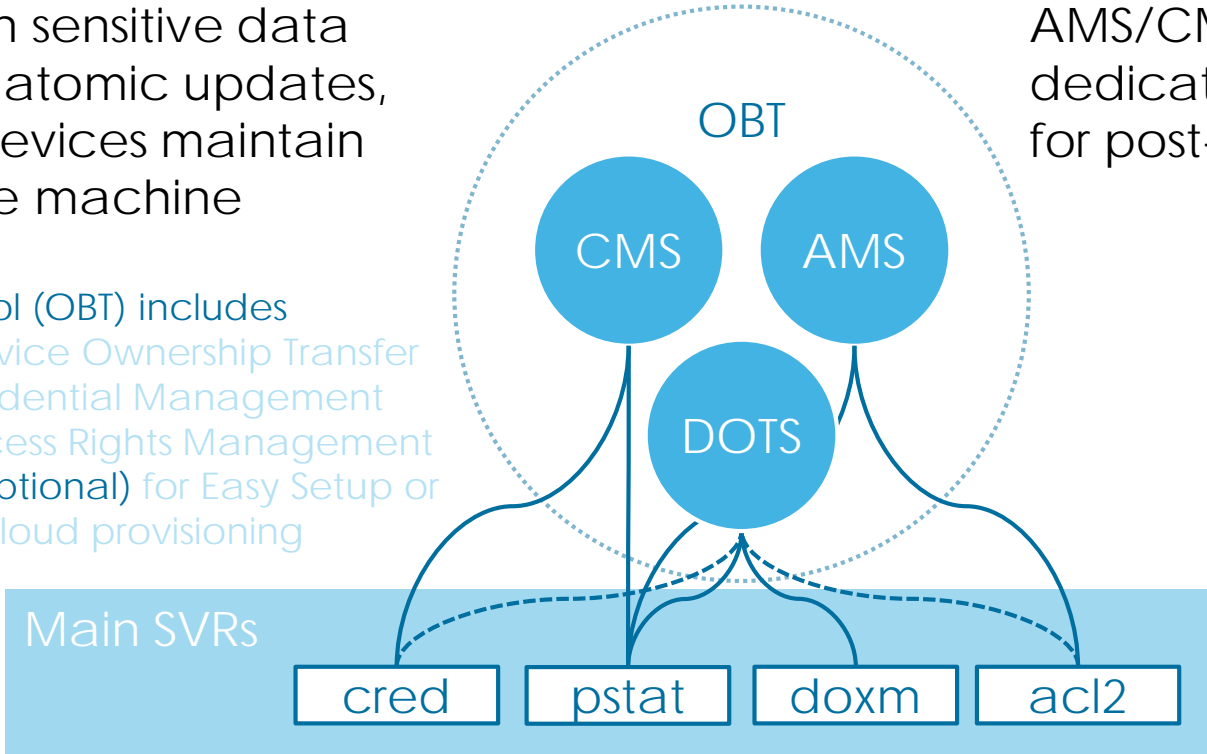 sensitive data
atomic updates,
evices maintain
e machine
ol (OBT) includes
vice Ownership Transfer
dential Management
cess Rights Management
ptional) for Easy Setup or
loud provisioning
AMS/CM
dedicat
for post-
OBT
CMS
AMS
DOTS
Main SVRs
cred
pstat
doxm
acl2